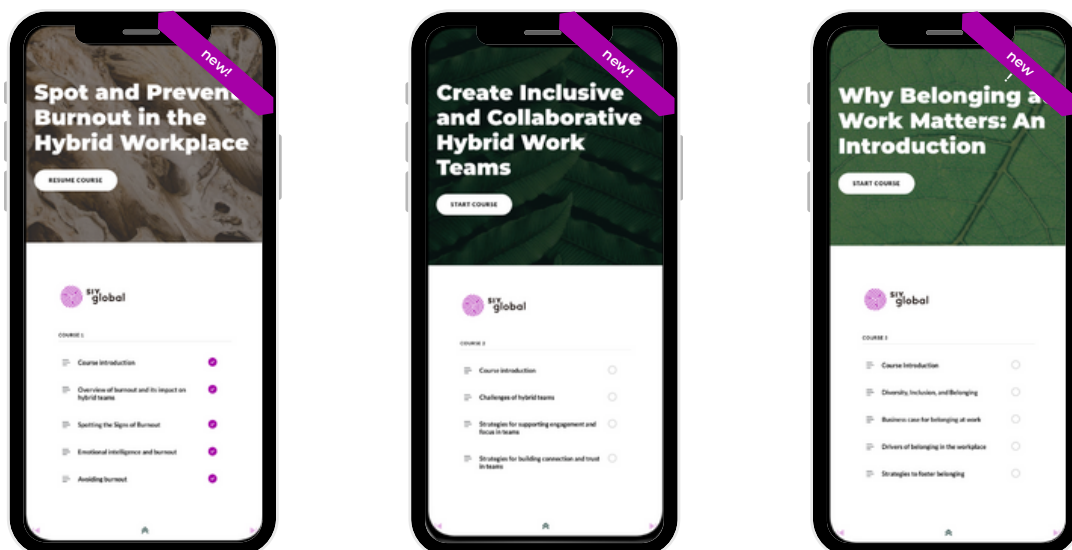 new!
Spot and Prevent
Burnout in the
Hybrid Workplace
RESUME COURSE
SIY
global
COURSE 1
Course introduction
Overview of burnout and its impact on
hybrid teams
Spotting the Signs of Burnout
Emotional intelligence and burnout
Avoiding burnout
new!
Create Inclusive
and Collaborative
Hybrid Work
Teams
START COURSE
SIY
global
COURSE 2
Course introduction
Challenges of hybrid teams
Strategies for supporting engagement and
focus in teams
Strategies for building connection and trust
in teams
new
!
Why Belonging at
Work Matters: An
Introduction
START COURSE
SIY
global
COURSE 3
Course Introduction
Diversity, Inclusion, and Belonging
Business case for belonging at work
Drivers of belonging in the workplace
Strategies to foster belonging